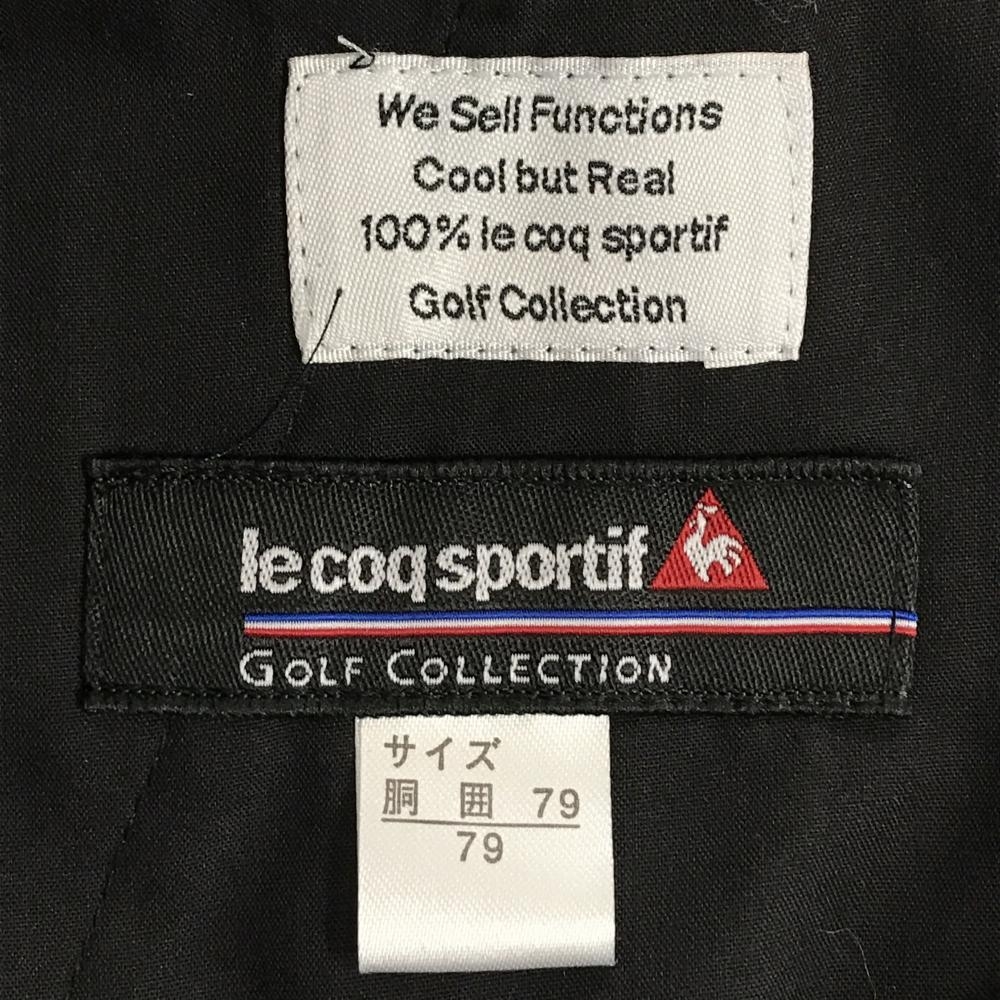 We Sell Functions
Cool but Real
100% le coq sportif
Golf Collection
le coq sportif
GOLF COLLECTION
サイズ
胴 囲 79
79